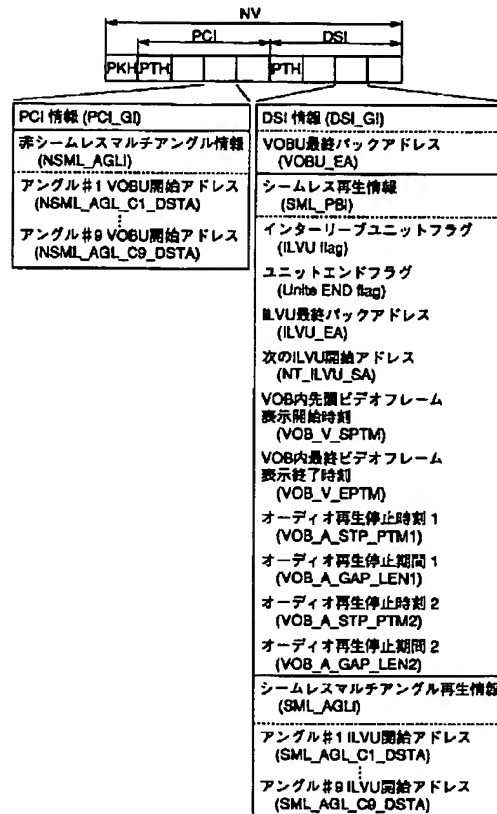 NV
PCI
DSI
PKH
PTH
PTH
PCI 情報 (PCI_GI)
非シームレスマルチアングル情報
(NSML_AGLI)
アングル#1 VOBU開始アドレス
(NSML_AGL_C1_DSTA)
アングル#9 VOBU開始アドレス
(NSML_AGL_C9_DSTA)
DSI 情報 (DSI_GI)
VOBU最終パックアドレス
(VOBU_EA)
シームレス再生情報
(SML_PBI)
インターリーブユニットフラグ
(ILVU flag)
ユニットエンドフラグ
(Unite END flag)
ILVU最終パックアドレス
(ILVU_EA)
次のILVU開始アドレス
(NT_ILVU_SA)
VOB内先頭ビデオフレーム
表示開始時刻
(VOB_V_SPTM)
VOB内最終ビデオフレーム
表示終了時刻
(VOB_V_EPTM)
オーディオ再生停止時刻 1
(VOB_A_STP_PTM1)
オーディオ再生停止期間 1
(VOB_A_GAP_LEN1)
オーディオ再生停止時刻 2
(VOB_A_STP_PTM2)
オーディオ再生停止期間 2
(VOB_A_GAP_LEN2)
シームレスマルチアングル再生情報
(SML_AGLI)
アングル#1 ILVU開始アドレス
(SML_AGL_C1_DSTA)
アングル#9 ILVU開始アドレス
(SML_AGL_C9_DSTA)